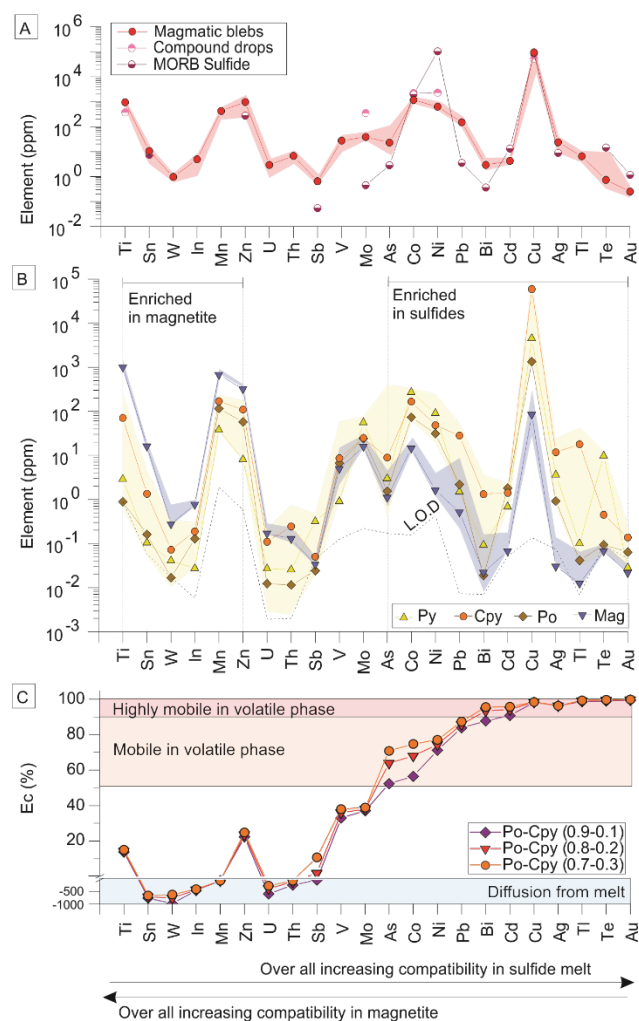 A
10⁶
10⁴
10²
10⁰
10⁻²
Element (ppm)
Magmatic blebs
Compound drops
MORB Sulfide
Ti Sn W In Mn Zn U Th Sb V Mo As Co Ni Pb Bi Cd Cu Ag Tl Te Au
B
10⁵
10⁴
10³
10²
10¹
10⁰
10⁻¹
10⁻²
10⁻³
Element (ppm)
Enriched
in magnetite
Enriched
in sulfides
L.O.D
Py Cpy Po Mag
Ti Sn W In Mn Zn U Th Sb V Mo As Co Ni Pb Bi Cd Cu Ag Tl Te Au
C
100
80
60
40
20
-500
-1000
Ec (%)
Highly mobile in volatile phase
Mobile in volatile phase
Po-Cpy (0.9-0.1)
Po-Cpy (0.8-0.2)
Po-Cpy (0.7-0.3)
Diffusion from melt
Ti Sn W In Mn Zn U Th Sb V Mo As Co Ni Pb Bi Cd Cu Ag Tl Te Au
Over all increasing compatibility in sulfide melt
Over all increasing compatibility in magnetite